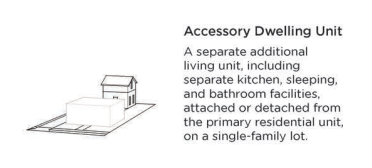 Accessory Dwelling Unit
A separate additional
living unit, including
separate kitchen, sleeping,
and bathroom facilities,
attached or detached from
the primary residential unit,
on a single-family lot.